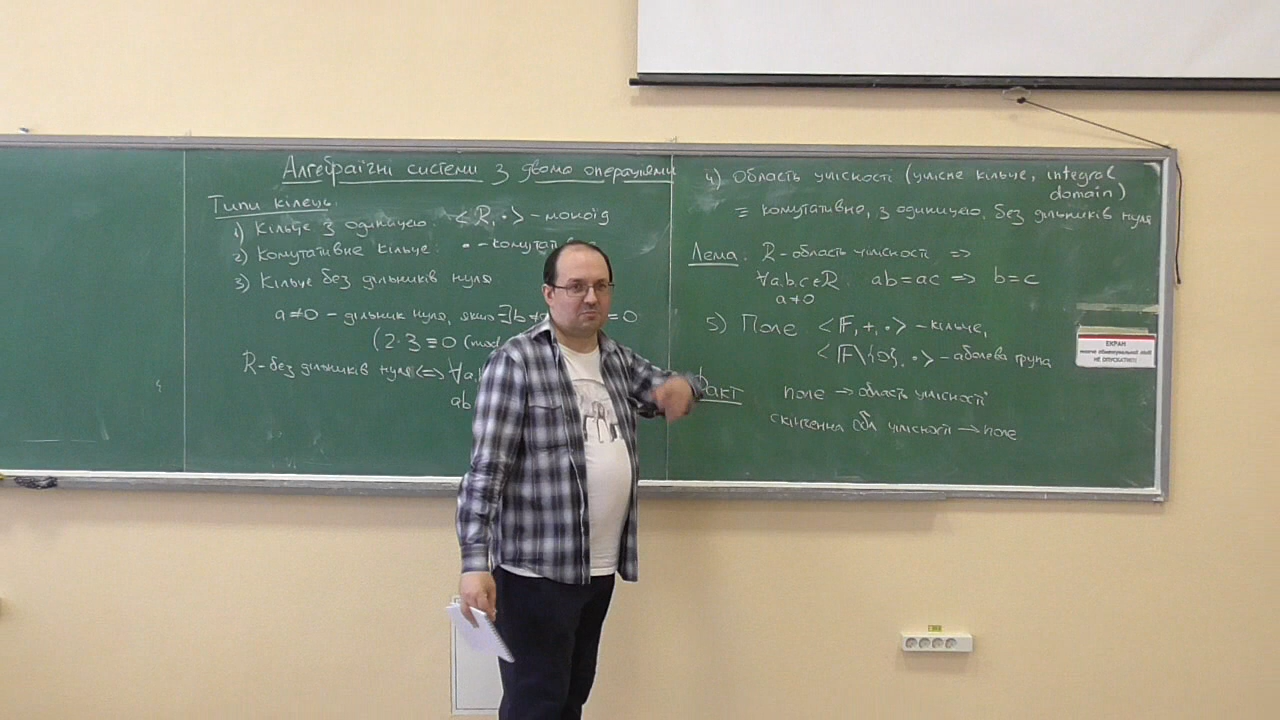 Алгебраїчні системи з двома операціями
Типи кілець.
1) Кільце з одиницею. <R, •> – моноїд
2) Комутативне кільце: • – комутат
3) Кільце без дільників нуля.
a ≠ 0 – дільник нуля, якщо ∃b ≠ = 0
(2·3 ≡ 0 (mod
R – без дільників нуля <=> ∀a,b
ab
4) Область цілісності (цілісне кільце, integral
domain)
≡ комутативне, з одиницею, без дільників нуля
Лема. R – область цілісності =>
∀a,b,c ∈ R. ab = ac => b = c
a ≠ 0
5) Поле <F, +, •> – кільце,
<F\{0}, •> – абелева група
Факт поле → область цілісності
скінченна обл цілісності → поле
ЕКРАН
НЕ ОПУСКАТИ!!!